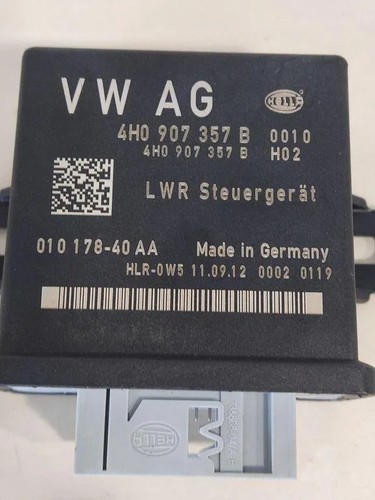 VW AG
HELLA
4H0 907 357 B 0010
4H0 907 357 B H02
LWR Steuergerät
010 178-40 AA Made in Germany
HLR-0W5 11.09.12 0002 0119
HELLA